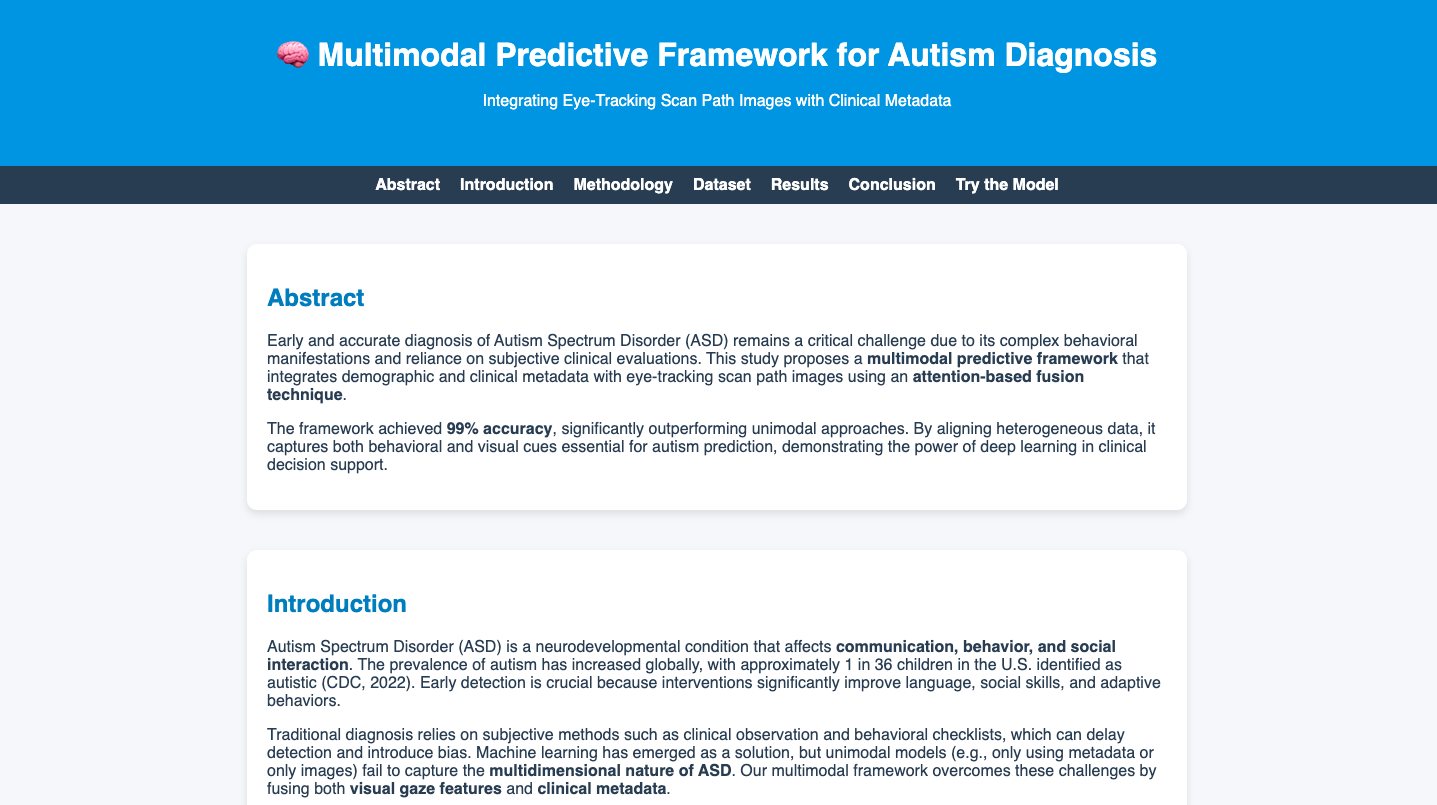 🧠 Multimodal Predictive Framework for Autism Diagnosis
Integrating Eye-Tracking Scan Path Images with Clinical Metadata
Abstract Introduction Methodology Dataset Results Conclusion Try the Model
Abstract
Early and accurate diagnosis of Autism Spectrum Disorder (ASD) remains a critical challenge due to its complex behavioral
manifestations and reliance on subjective clinical evaluations. This study proposes a multimodal predictive framework that
integrates demographic and clinical metadata with eye-tracking scan path images using an attention-based fusion
technique.
The framework achieved 99% accuracy, significantly outperforming unimodal approaches. By aligning heterogeneous data, it
captures both behavioral and visual cues essential for autism prediction, demonstrating the power of deep learning in clinical
decision support.
Introduction
Autism Spectrum Disorder (ASD) is a neurodevelopmental condition that affects communication, behavior, and social
interaction. The prevalence of autism has increased globally, with approximately 1 in 36 children in the U.S. identified as
autistic (CDC, 2022). Early detection is crucial because interventions significantly improve language, social skills, and adaptive
behaviors.
Traditional diagnosis relies on subjective methods such as clinical observation and behavioral checklists, which can delay
detection and introduce bias. Machine learning has emerged as a solution, but unimodal models (e.g., only using metadata or
only images) fail to capture the multidimensional nature of ASD. Our multimodal framework overcomes these challenges by
fusing both visual gaze features and clinical metadata.